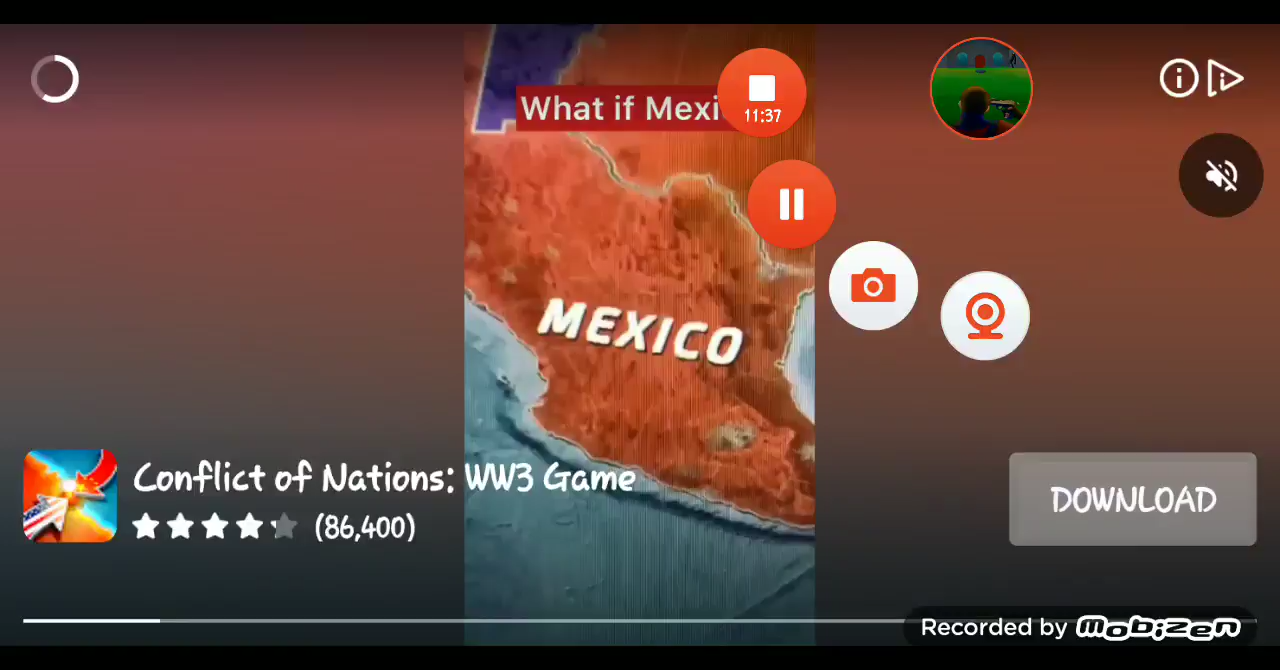 What if Mexi
11:37
MEXICO
Conflict of Nations: WW3 Game
(86,400)
DOWNLOAD
Recorded by mobizen